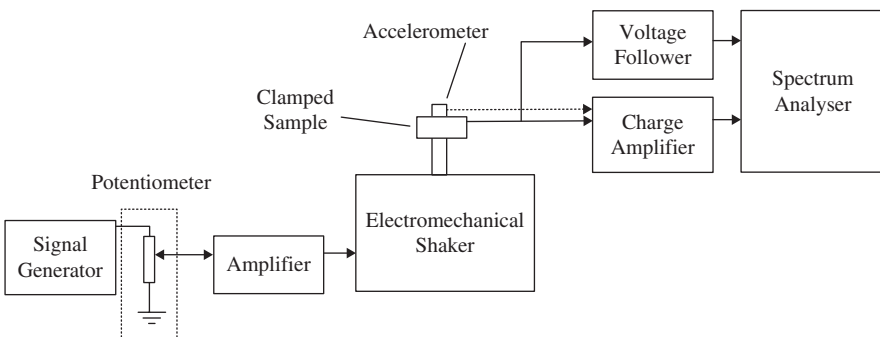 Accelerometer
Voltage
Follower
Spectrum
Analyser
Clamped
Sample
Charge
Amplifier
Potentiometer
Electromechanical
Shaker
Signal
Generator
Amplifier